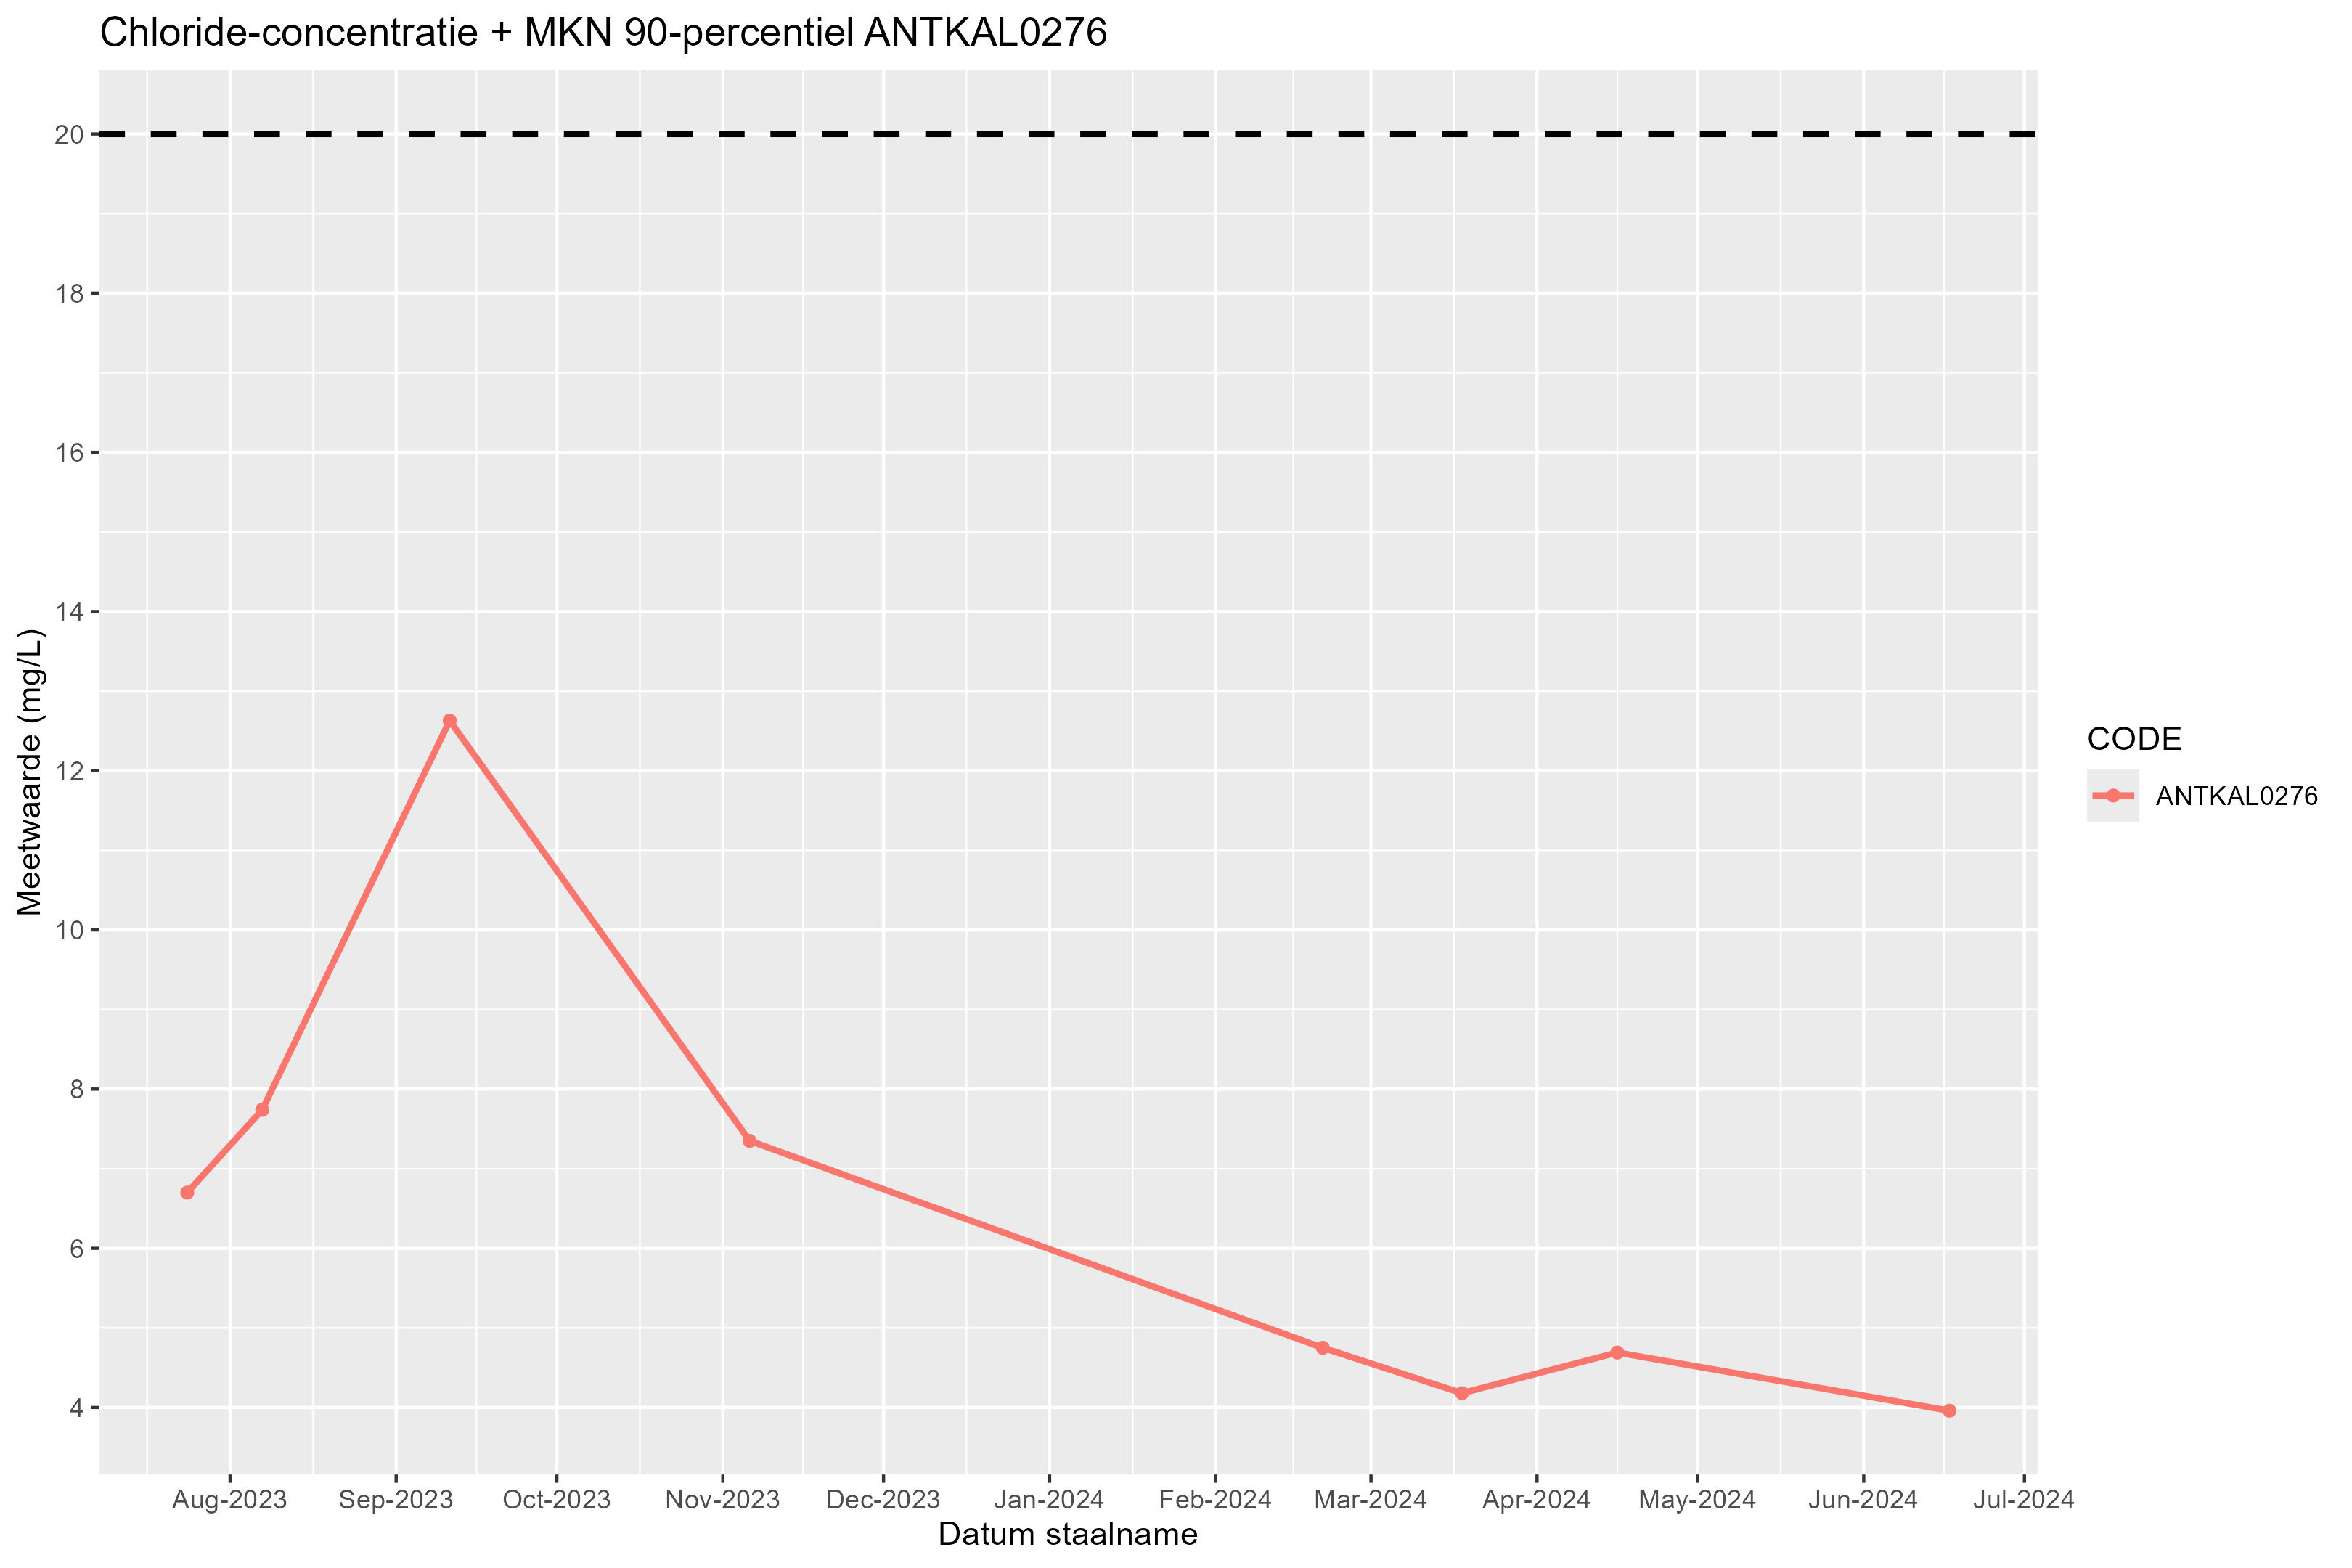 Chloride-concentratie + MKN 90-percentiel ANTKAL0276
Meetwaarde (mg/L)
20
18
16
14
12
10
8
6
4
Aug-2023
Sep-2023
Oct-2023
Nov-2023
Dec-2023
Jan-2024
Feb-2024
Mar-2024
Apr-2024
May-2024
Jun-2024
Jul-2024
Datum staalname
CODE
ANTKAL0276